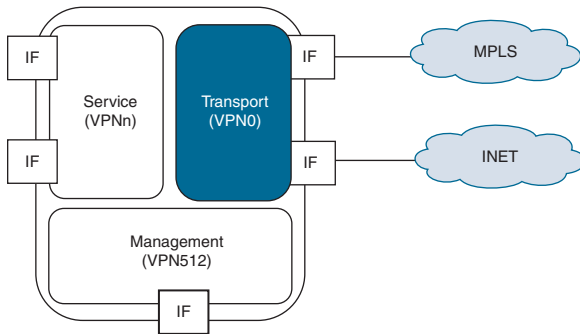 IF
IF
MPLS
Service
(VPNn)
Transport
(VPN0)
IF
IF
INET
Management
(VPN512)
IF